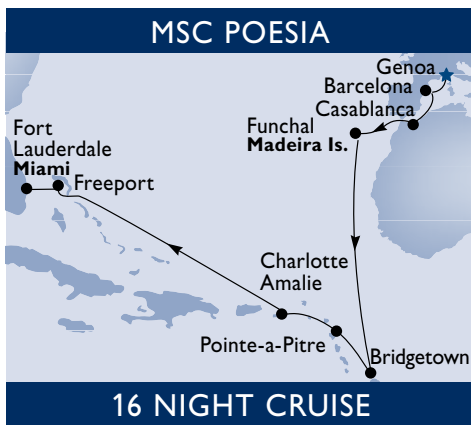 MSC POESIA
Genoa
Barcelona
Casablanca
Funchal
Madeira Is.
Fort
Lauderdale
Miami
Freeport
Charlotte
Amalie
Pointe-a-Pitre
Bridgetown
16 NIGHT CRUISE